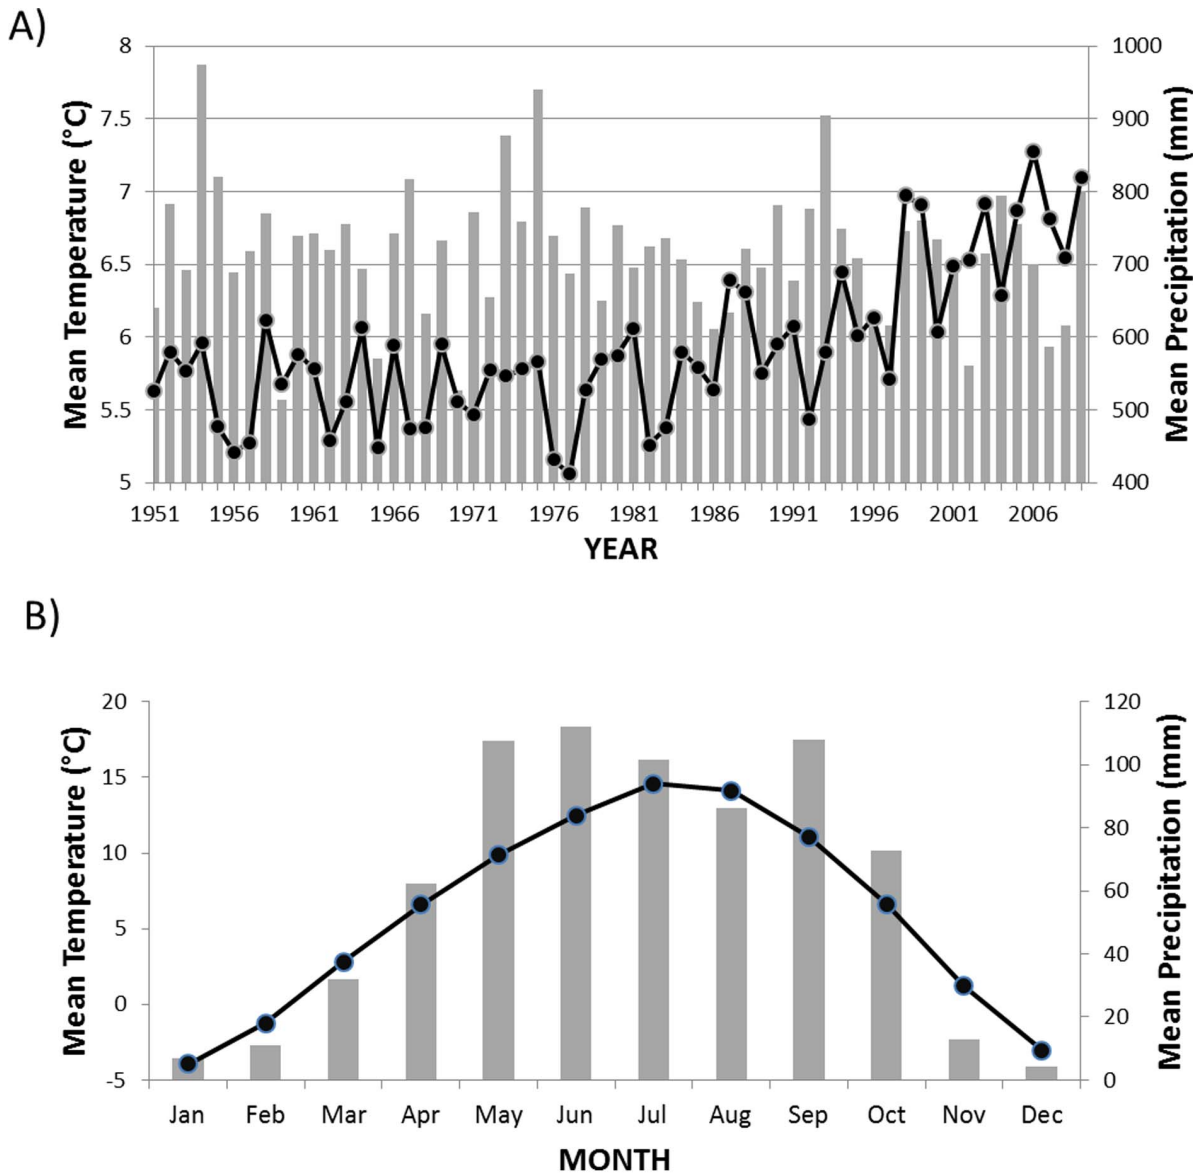 A)
8
7.5
7
6.5
6
5.5
5
Mean Temperature (°C)
1000
900
800
700
600
500
400
Mean Precipitation (mm)
1951 1956 1961 1966 1971 1976 1981 1986 1991 1996 2001 2006
YEAR
B)
20
15
10
5
0
-5
Mean Temperature (°C)
120
100
80
60
40
20
0
Mean Precipitation (mm)
Jan Feb Mar Apr May Jun Jul Aug Sep Oct Nov Dec
MONTH